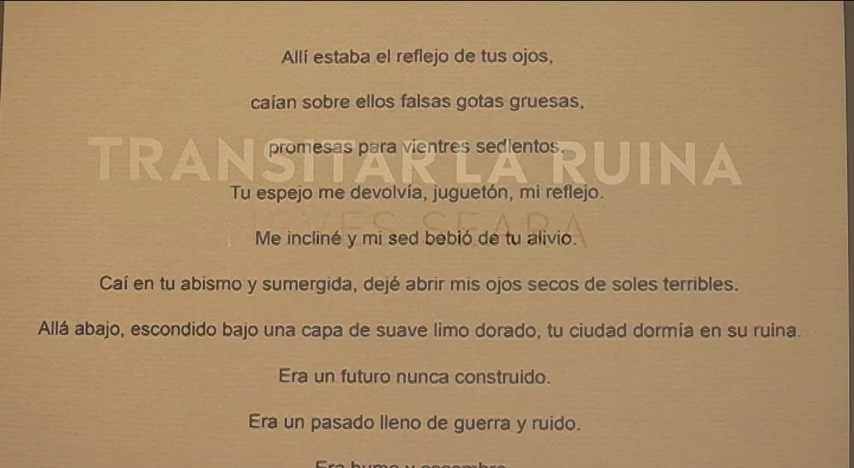 Allí estaba el reflejo de tus ojos,
caían sobre ellos falsas gotas gruesas,
promesas para vientres sedientos.
TRANSITAR LA RUINA
Tu espejo me devolvía, juguetón, mi reflejo.
SEARA
Me incliné y mi sed bebió de tu alivio.
Caí en tu abismo y sumergida, dejé abrir mis ojos secos de soles terribles.
Allá abajo, escondido bajo una capa de suave limo dorado, tu ciudad dormía en su ruina.
Era un futuro nunca construido.
Era un pasado lleno de guerra y ruido.
Era humo y escombro